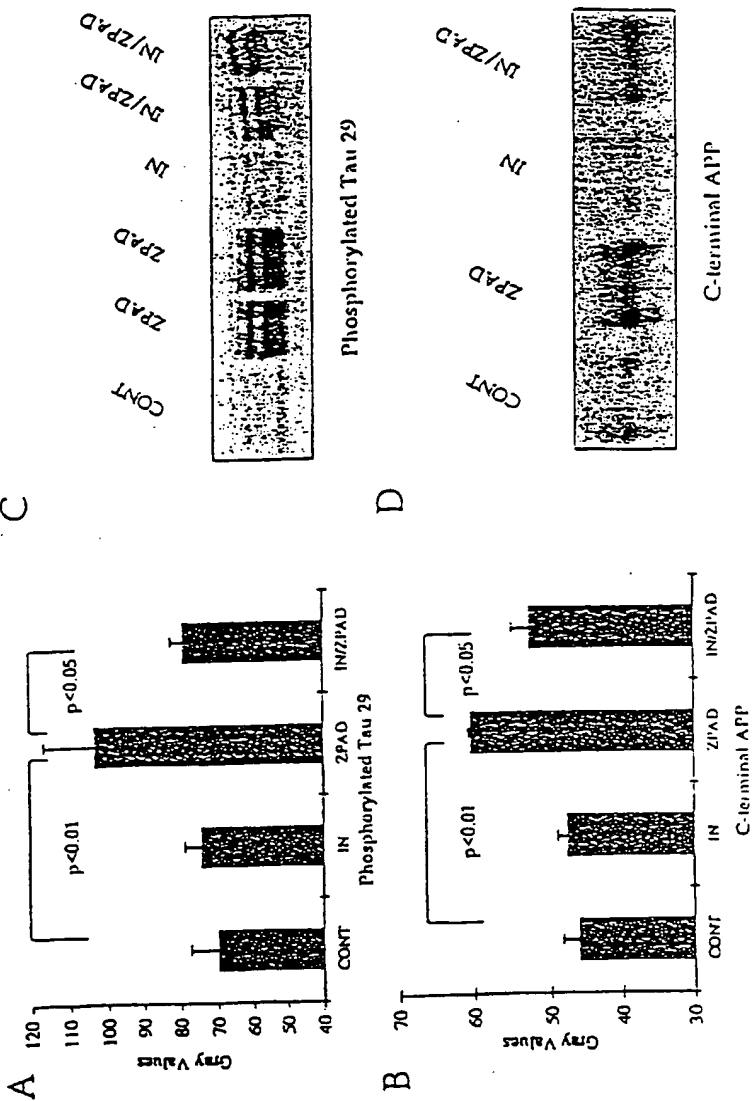 A
Gray Values
120
110
100
90
80
70
60
50
40
p<0.01
p<0.05
CONT
IN
ZPAD
IN/ZPAD
Phosphorylated Tau 29
B
Gray Values
70
60
50
40
30
p<0.01
p<0.05
CONT
IN
ZPAD
IN/ZPAD
C-terminal APP
C
CONT
ZPAD
ZPAD
IN
IN/ZPAD
IN/ZPAD
Phosphorylated Tau 29
D
CONT
ZPAD
IN
IN/ZPAD
C-terminal APP